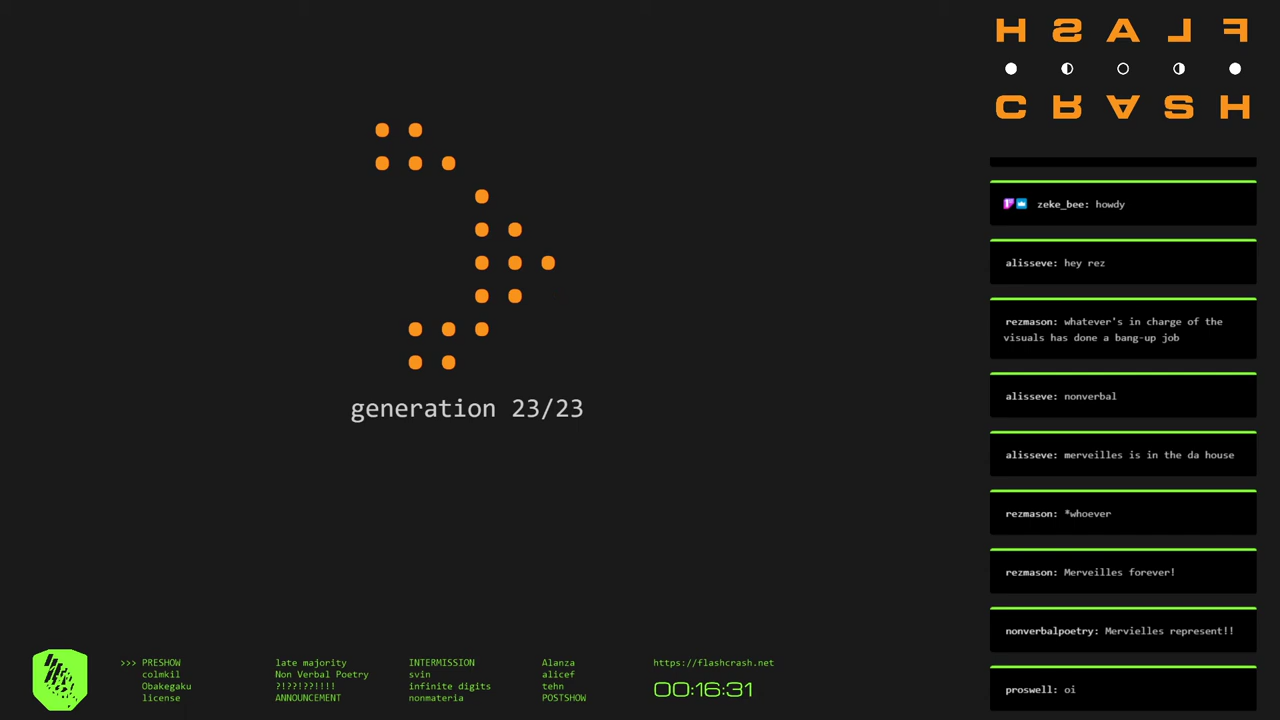 FLASH
CRASH
zeke_bee: howdy
alisseve: hey rez
rezmason: whatever's in charge of the
visuals has done a bang-up job
alisseve: nonverbal
alisseve: merveilles is in the da house
rezmason: *whoever
rezmason: Merveilles forever!
nonverbalpoetry: Mervielles represent!!
proswell: oi
generation 23/23
>>> PRESHOW
colmkil
Obakegaku
license
late majority
Non Verbal Poetry
?!??!??!!!!
ANNOUNCEMENT
INTERMISSION
svin
infinite digits
nonmateria
Alanza
alicef
tehn
POSTSHOW
https://flashcrash.net
00:16:31